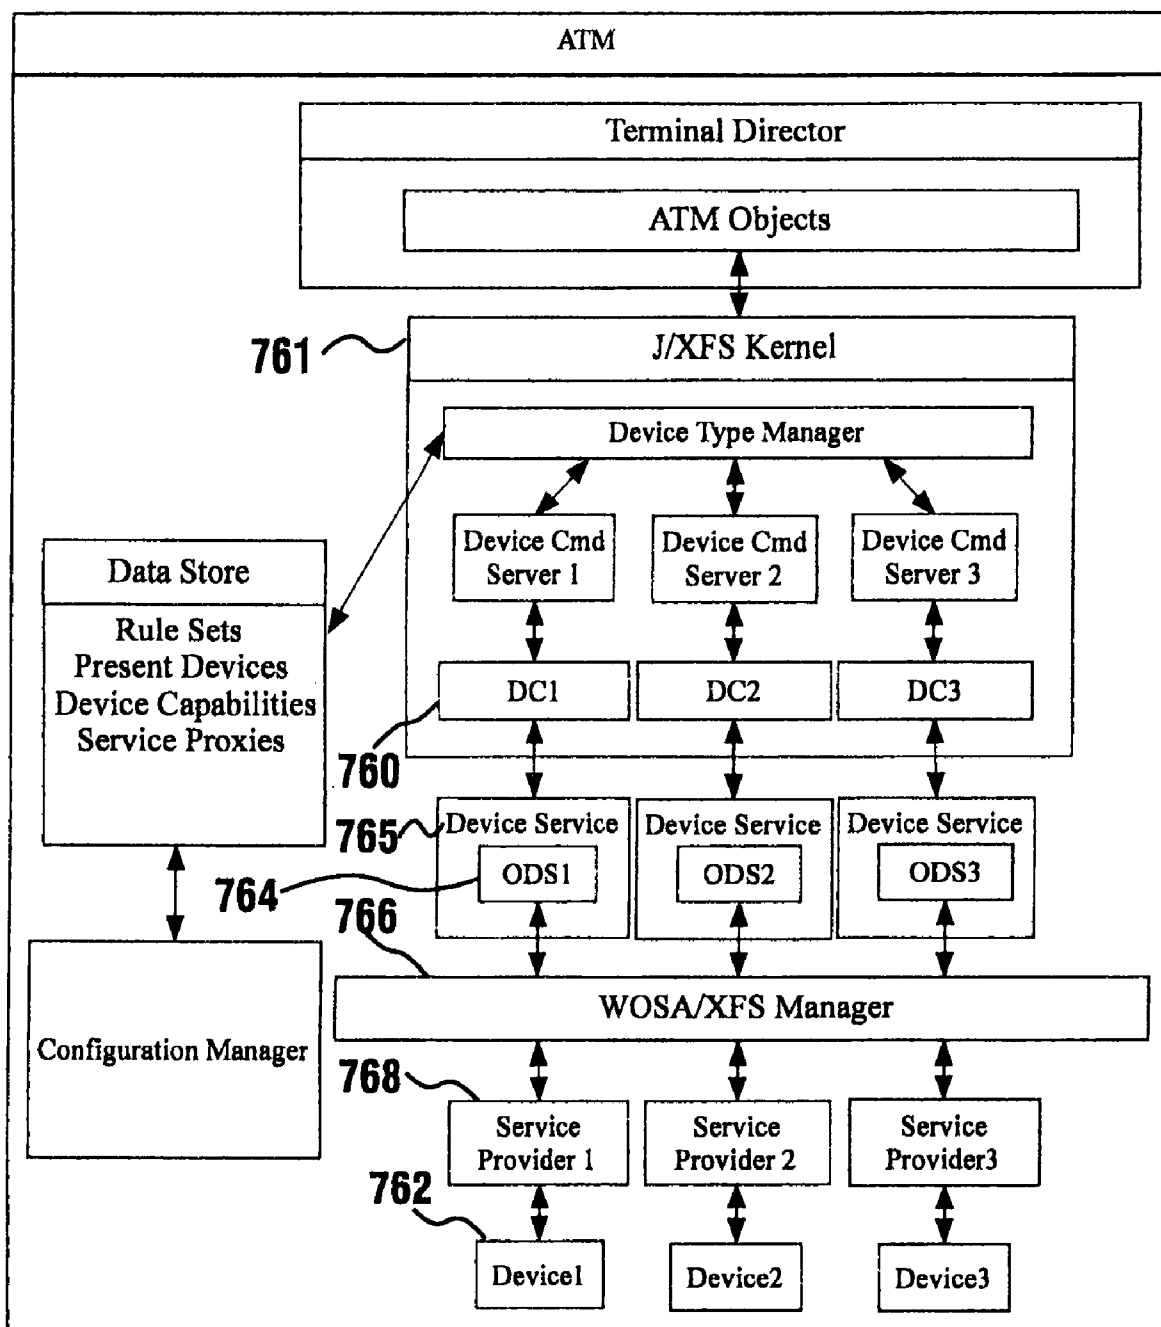 ATM
Terminal Director
ATM Objects
761
J/XFS Kernel
Device Type Manager
Device Cmd
Server 1
Device Cmd
Server 2
Device Cmd
Server 3
Data Store
Rule Sets
Present Devices
Device Capabilities
Service Proxies
DC1
DC2
DC3
760
765
Device Service
ODS1
Device Service
ODS2
Device Service
ODS3
764
766
WOSA/XFS Manager
Configuration Manager
768
Service
Provider 1
Service
Provider 2
Service
Provider3
762
Device1
Device2
Device3